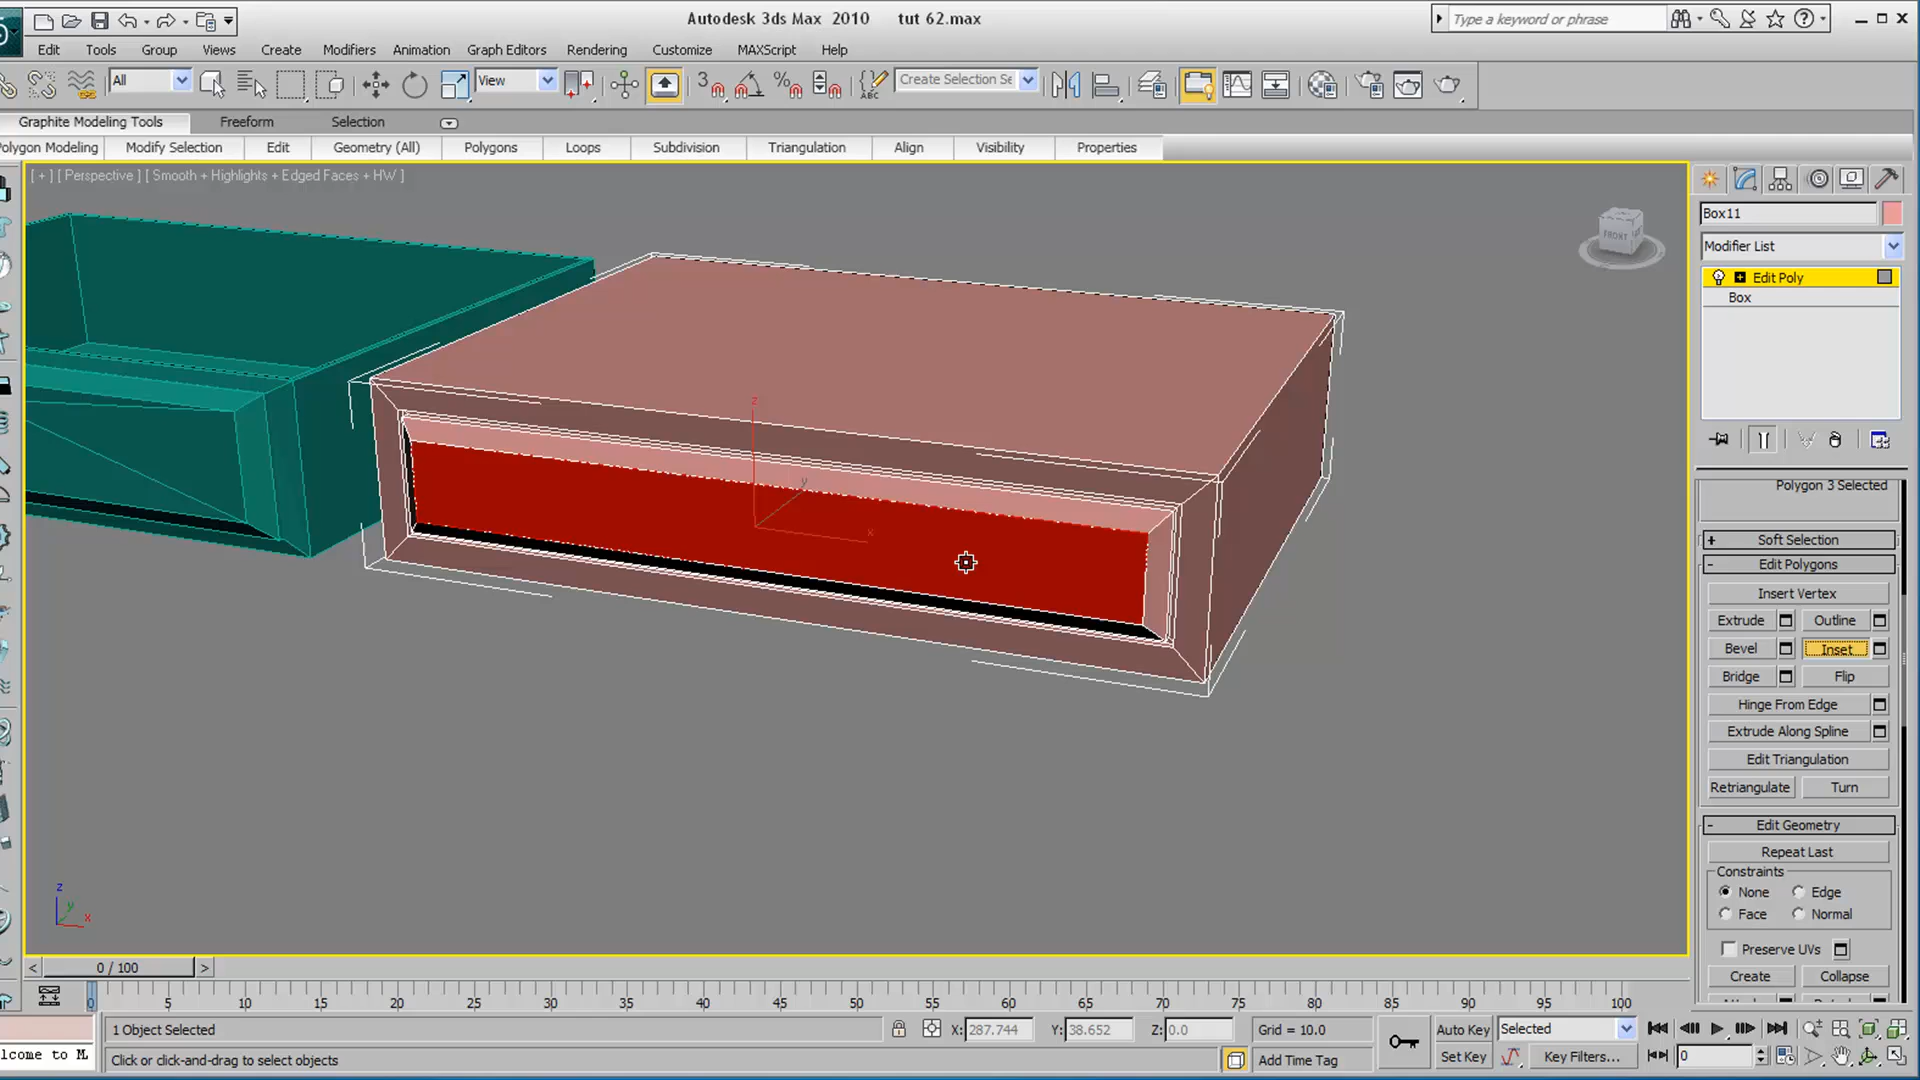 Autodesk 3ds Max 2010 tut 62.max
Type a keyword or phrase
Edit Tools Group Views Create Modifiers Animation Graph Editors Rendering Customize MAXScript Help
All View Create Selection Se
Graphite Modeling Tools Freeform Selection
Polygon Modeling Modify Selection Edit Geometry (All) Polygons Loops Subdivision Transformation Align Visibility Properties
[ + ] [ Perspective ] [ Smooth + Highlights + Edged Faces + HW ]
FRONT
Box11
Modifier List
Edit Poly
Box
z
y
x
Polygon 3 Selected
+ Soft Selection
- Edit Polygons
Insert Vertex
Extrude Outline
Bevel Inset
Bridge Flip
Hinge From Edge
Extrude Along Spline
Edit Triangulation
Retriangulate Turn
- Edit Geometry
Repeat Last
Constraints
None Edge
Face Normal
Preserve UVs
Create Collapse
z
y
x
< 0 / 100 >
0 5 10 15 20 25 30 35 40 45 50 55 60 65 70 75 80 85 90 95 100
1 Object Selected X: 287.744 Y: 38.652 Z: 0.0 Grid = 10.0 Auto Key Selected
lcome to M
Click or click-and-drag to select objects Add Time Tag Set Key Key Filters... 0